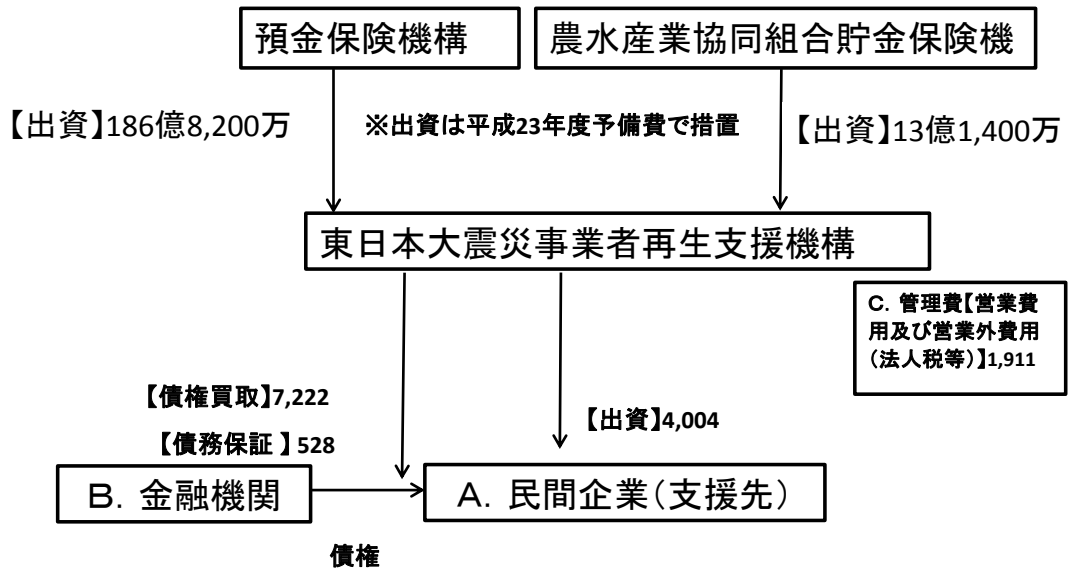 預金保険機構
農水産業協同組合貯金保険機
【出資】186億8,200万
※出資は平成23年度予備費で措置
【出資】13億1,400万
東日本大震災事業者再生支援機構
C. 管理費【営業費
用及び営業外費用
(法人税等)】1,911
【債権買取】7,222
【債務保証 】528
【出資】4,004
B. 金融機関
A. 民間企業(支援先)
債権